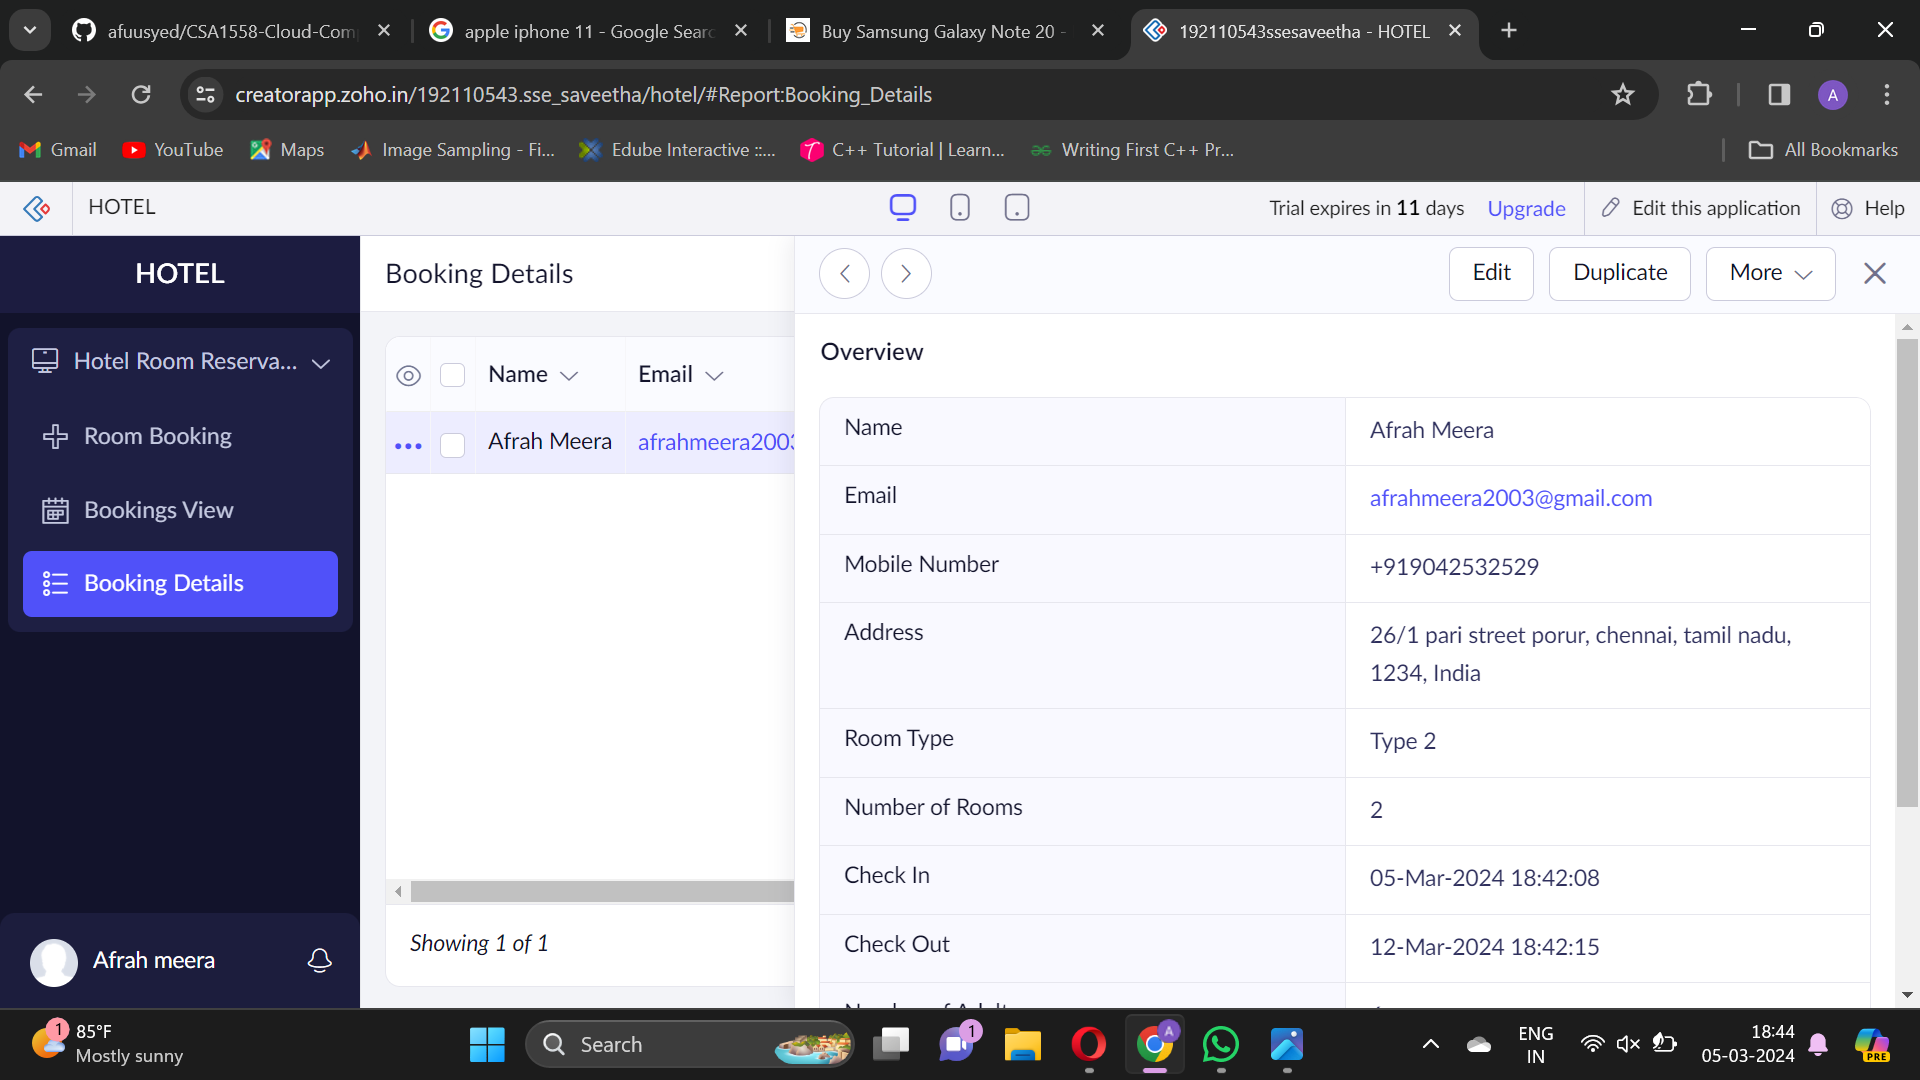 afuusyed/CSA1558-Cloud-Com
apple iphone 11 - Google Searc
Buy Samsung Galaxy Note 20 -
192110543ssesaveetha - HOTEL
creatorapp.zoho.in/192110543.sse_saveetha/hotel/#Report:Booking_Details
A
Gmail
YouTube
Maps
Image Sampling - Fi...
Edube Interactive ::...
C++ Tutorial | Learn...
Writing First C++ Pr...
All Bookmarks
HOTEL
Trial expires in 11 days
Upgrade
Edit this application
Help
HOTEL
Hotel Room Reserva...
Room Booking
Bookings View
Booking Details
Afrah meera
Booking Details
Name
Email
Afrah Meera
afrahmeera2003
Showing 1 of 1
Edit
Duplicate
More
Overview
Name
Afrah Meera
Email
afrahmeera2003@gmail.com
Mobile Number
+919042532529
Address
26/1 pari street porur, chennai, tamil nadu,
1234, India
Room Type
Type 2
Number of Rooms
2
Check In
05-Mar-2024 18:42:08
Check Out
12-Mar-2024 18:42:15
1
85°F
Mostly sunny
Search
1
A
ENG
IN
18:44
05-03-2024
PRE